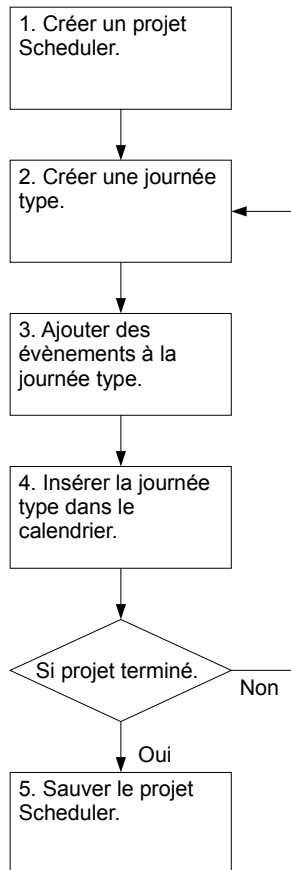 1. Créer un projet
Scheduler.
2. Créer une journée
type.
3. Ajouter des
évènements à la
journée type.
4. Insérer la journée
type dans le
calendrier.
Si projet terminé.
Non
Oui
5. Sauver le projet
Scheduler.